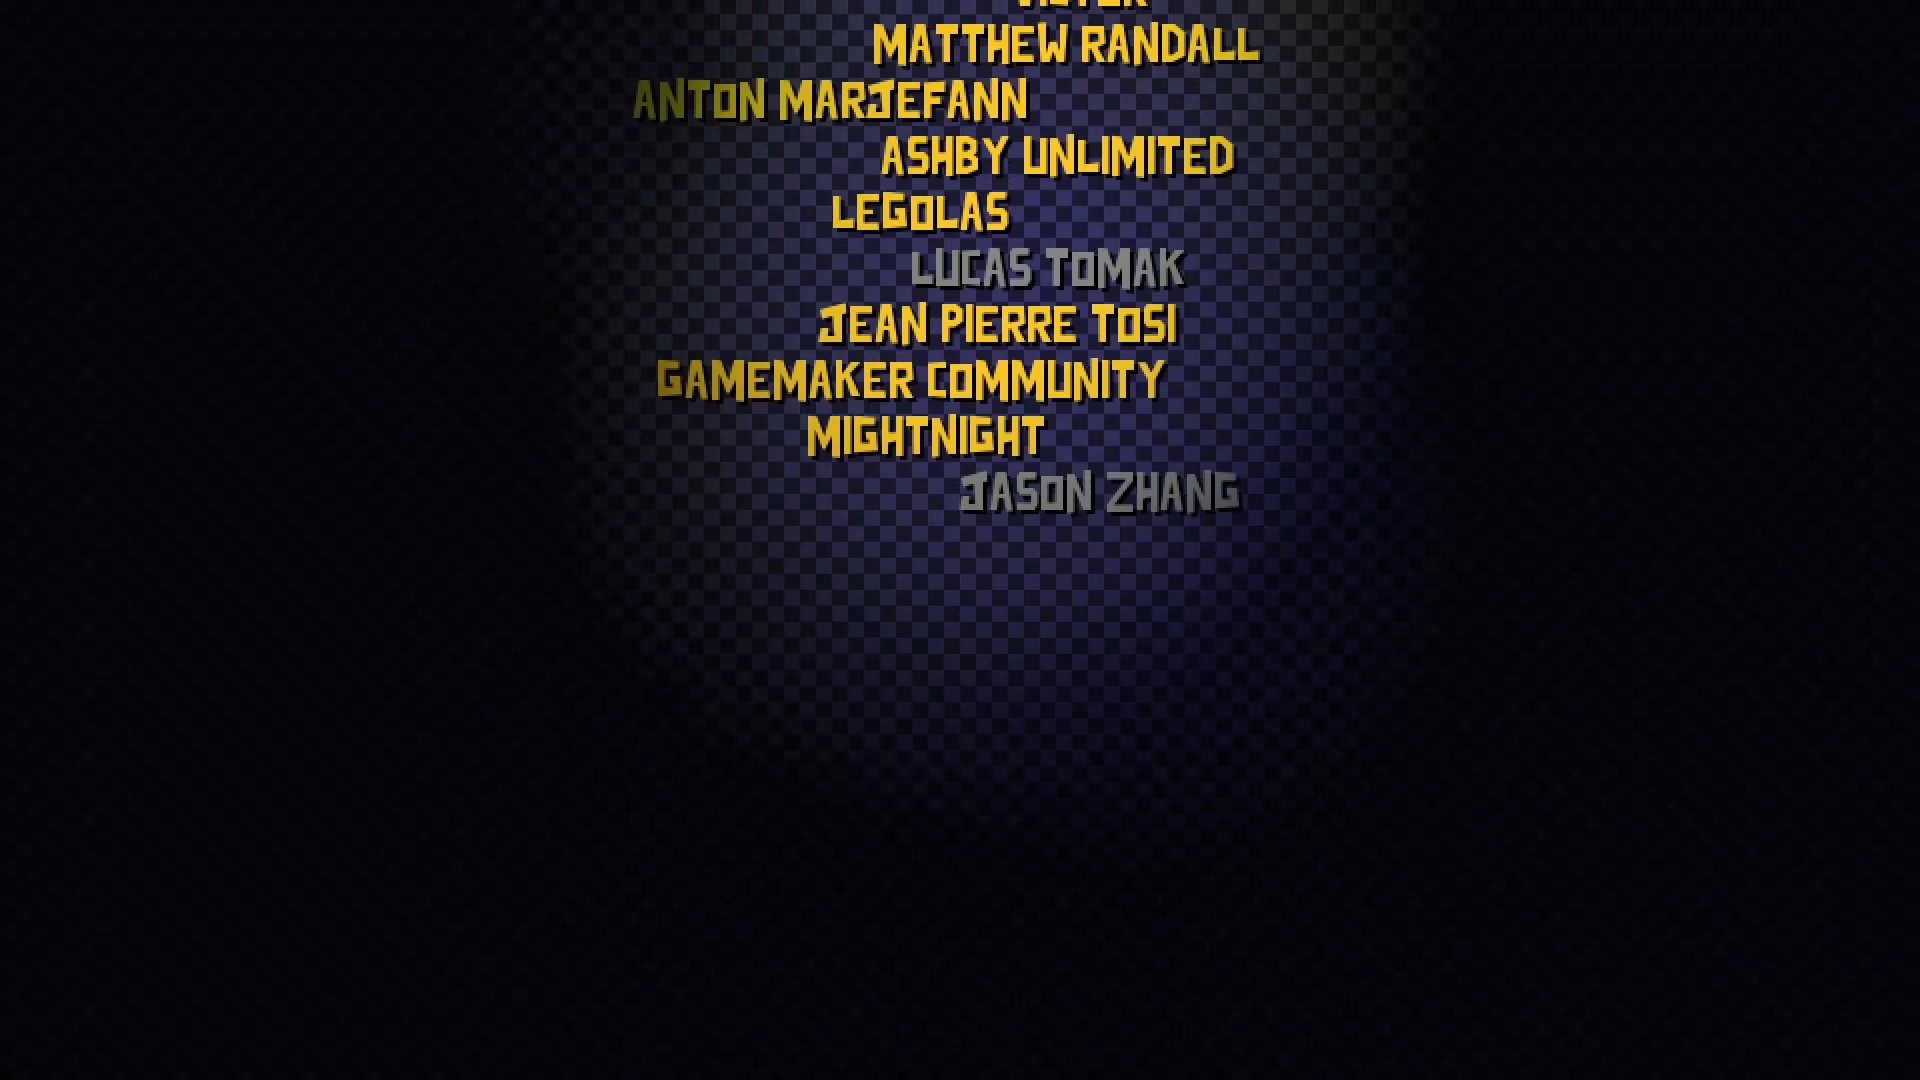 MATTHEW RANDALL
ANTON MARJEFANN
ASHBY UNLIMITED
LEGOLAS
LUCAS TOMAK
JEAN PIERRE TOSI
GAMEMAKER COMMUNITY
MIGHTNIGHT
JASON ZHANG